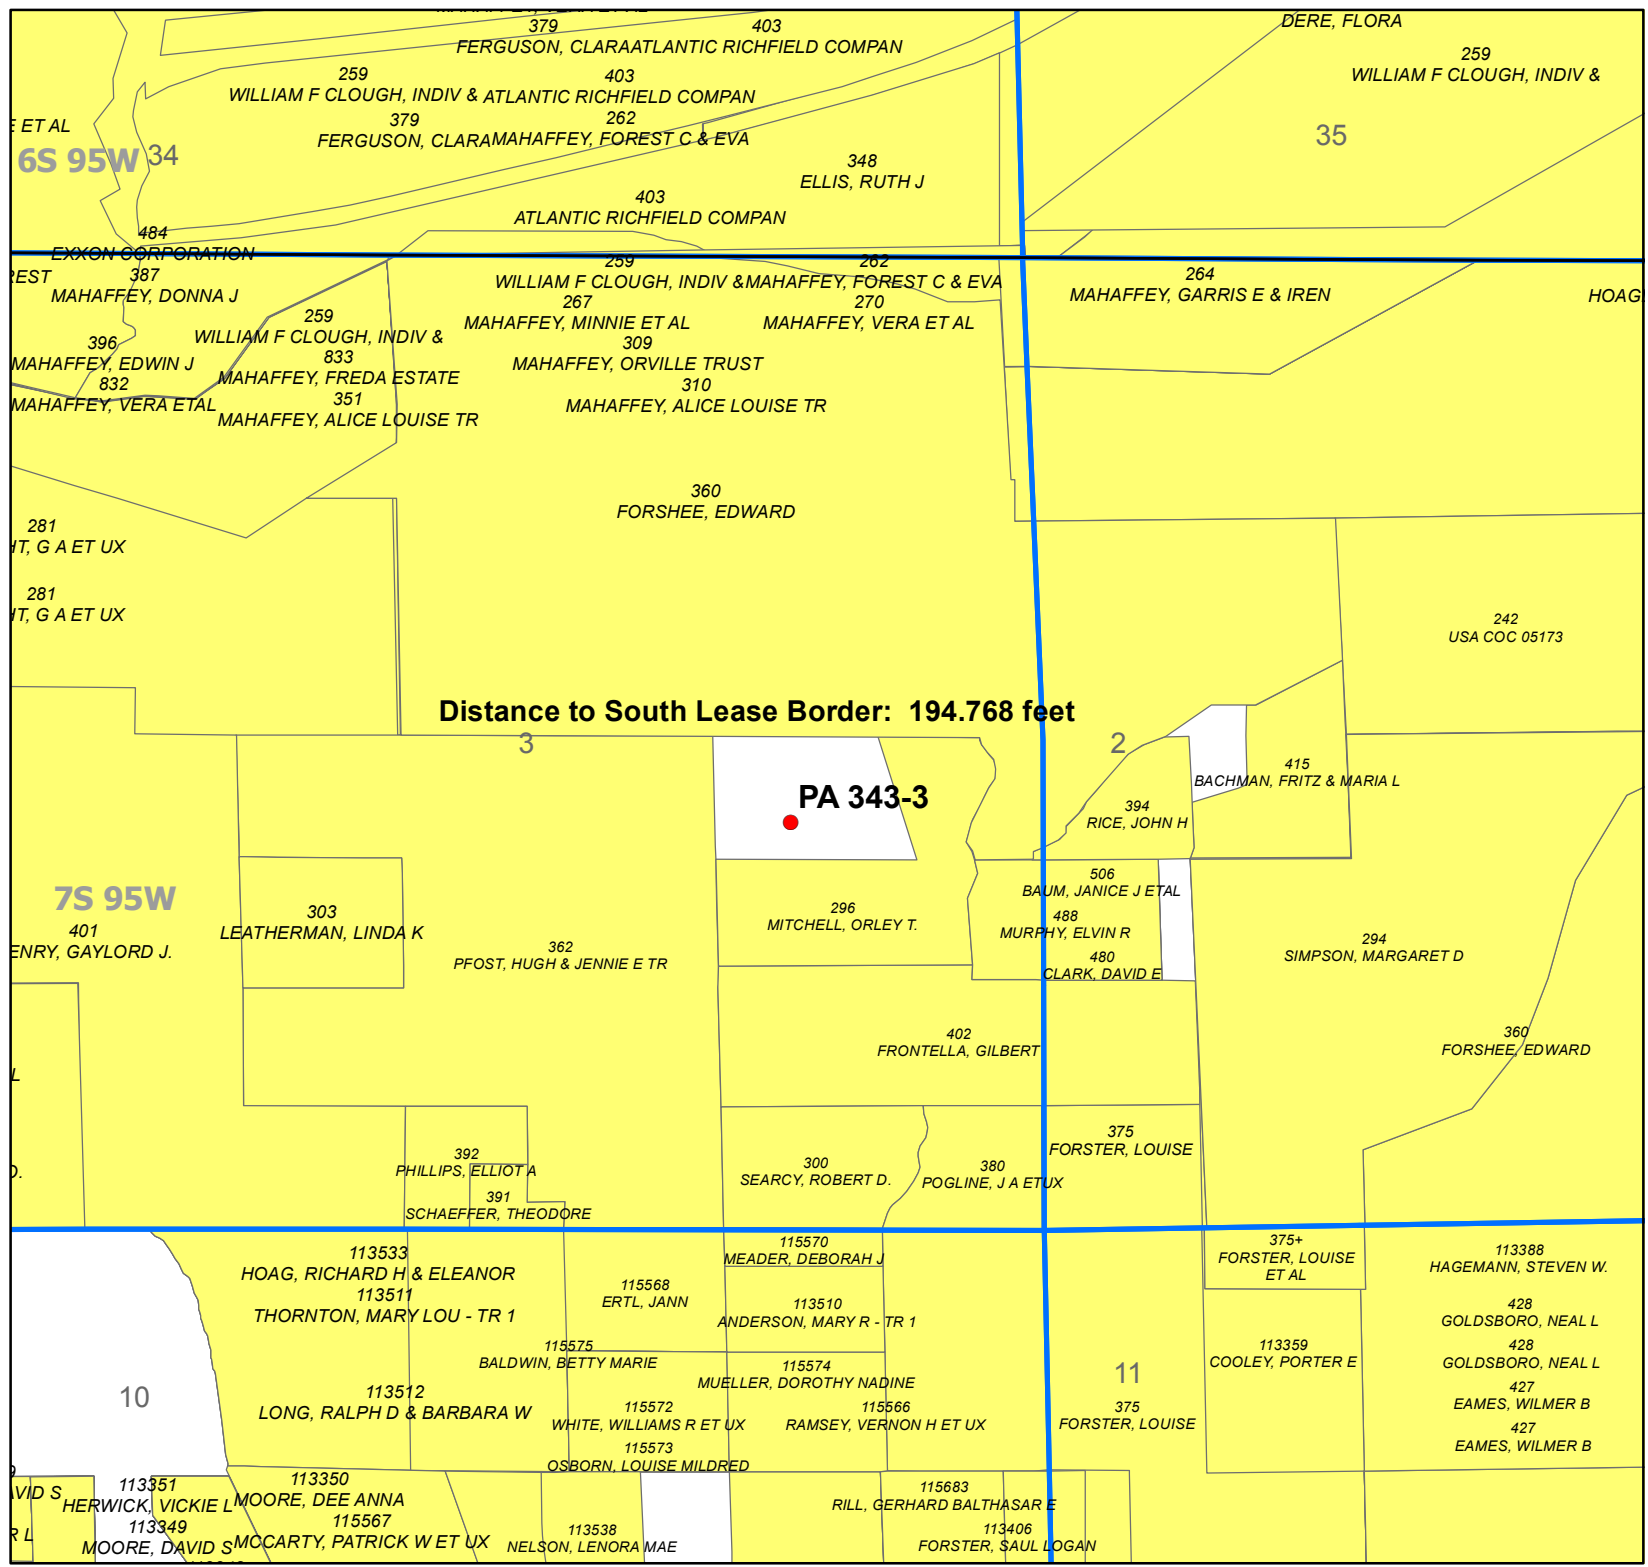 379
403
DERE, FLORA
FERGUSON, CLARAATLANTIC RICHFIELD COMPAN
259
WILLIAM F CLOUGH, INDIV &
259
403
WILLIAM F CLOUGH, INDIV & ATLANTIC RICHFIELD COMPAN
379
262
E ET AL
FERGUSON, CLARAMAHAFFEY, FOREST C & EVA
35
6S 95W
34
348
ELLIS, RUTH J
403
ATLANTIC RICHFIELD COMPAN
484
EXXON CORPORATION
REST
387
MAHAFFEY, DONNA J
259
262
WILLIAM F CLOUGH, INDIV &MAHAFFEY, FOREST C & EVA
264
MAHAFFEY, GARRIS E & IREN
HOAG
267
270
MAHAFFEY, MINNIE ET AL
MAHAFFEY, VERA ET AL
259
WILLIAM F CLOUGH, INDIV &
396
MAHAFFEY, EDWIN J
309
MAHAFFEY, ORVILLE TRUST
833
MAHAFFEY, FREDA ESTATE
832
MAHAFFEY, VERA ETAL
310
MAHAFFEY, ALICE LOUISE TR
351
MAHAFFEY, ALICE LOUISE TR
360
FORSHEE, EDWARD
281
HT, G A ET UX
281
HT, G A ET UX
242
USA COC 05173
Distance to South Lease Border: 194.768 feet
3
2
415
BACHMAN, FRITZ & MARIA L
PA 343-3
394
RICE, JOHN H
7S 95W
506
BAUM, JANICE J ETAL
303
LEATHERMAN, LINDA K
296
MITCHELL, ORLEY T.
488
MURPHY, ELVIN R
401
ENRY, GAYLORD J.
362
PFOST, HUGH & JENNIE E TR
480
CLARK, DAVID E
294
SIMPSON, MARGARET D
402
FRONTELLA, GILBERT
360
FORSHEE, EDWARD
L
375
FORSTER, LOUISE
392
PHILLIPS, ELLIOT A
300
SEARCY, ROBERT D.
380
POGLINE, J A ETUX
D.
391
SCHAEFFER, THEODORE
113533
HOAG, RICHARD H & ELEANOR
115570
MEADER, DEBORAH J
375+
FORSTER, LOUISE
ET AL
113388
HAGEMANN, STEVEN W.
113511
THORNTON, MARY LOU - TR 1
115568
ERTL, JANN
113510
ANDERSON, MARY R - TR 1
428
GOLDSBORO, NEAL L
115575
BALDWIN, BETTY MARIE
115574
MUELLER, DOROTHY NADINE
113359
COOLEY, PORTER E
428
GOLDSBORO, NEAL L
10
11
113512
LONG, RALPH D & BARBARA W
115572
WHITE, WILLIAMS R ET UX
115566
RAMSEY, VERNON H ET UX
375
FORSTER, LOUISE
427
EAMES, WILMER B
427
EAMES, WILMER B
115573
OSBORN, LOUISE MILDRED
AVID S
113351
HERWICK, VICKIE L
113350
MOORE, DEE ANNA
115683
RILL, GERHARD BALTHASAR E
R L
113349
MOORE, DAVID S
115567
MCCARTY, PATRICK W ET UX
113538
NELSON, LENORA MAE
113406
FORSTER, SAUL LOGAN